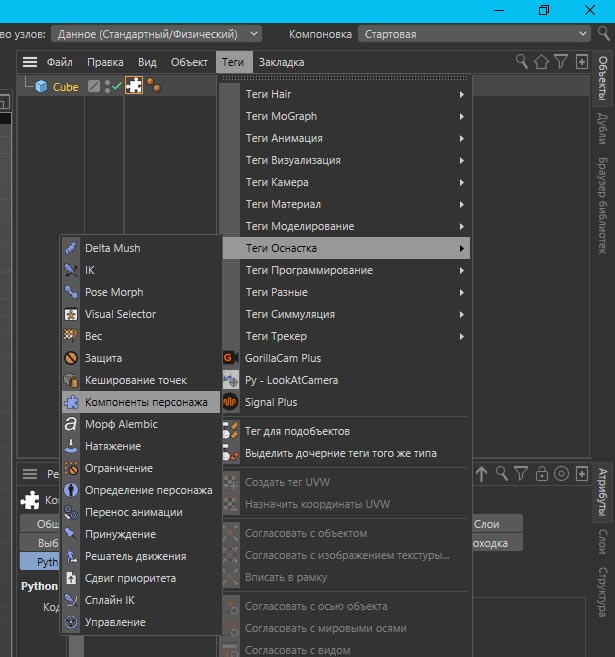 во узлов: Данное (Стандартный/Физический) Компоновка Стартовая
Файл Правка Вид Объект Теги Закладка
Cube
Теги Hair
Теги MoGraph
Теги Анимация
Теги Визуализация
Теги Камера
Теги Материал
Теги Моделирование
Теги Оснастка
Теги Программирование
Теги Разные
Теги Симмуляция
Теги Трекер
GorillaCam Plus
Py - LookAtCamera
Signal Plus
Тег для подобъектов
Выделить дочерние теги того же типа
Создать тег UVW
Назначить координаты UVW
Согласовать с объектом
Согласовать с изображением текстуры...
Вписать в рамку
Согласовать с осью объекта
Согласовать с мировыми осями
Согласовать с видом
Delta Mush
IK
Pose Morph
Visual Selector
Вес
Защита
Кеширование точек
Компоненты персонажа
Морф Alembic
Натяжение
Ограничение
Определение персонажа
Перенос анимации
Принуждение
Решатель движения
Сдвиг приоритета
Сплайн IK
Управление
Ре
Ко
Общ
Выб
Pyth
Python
Код
Слои
оходка
Объекты
Дубли
Браузер библиотек
Атрибуты
Слои
Структура